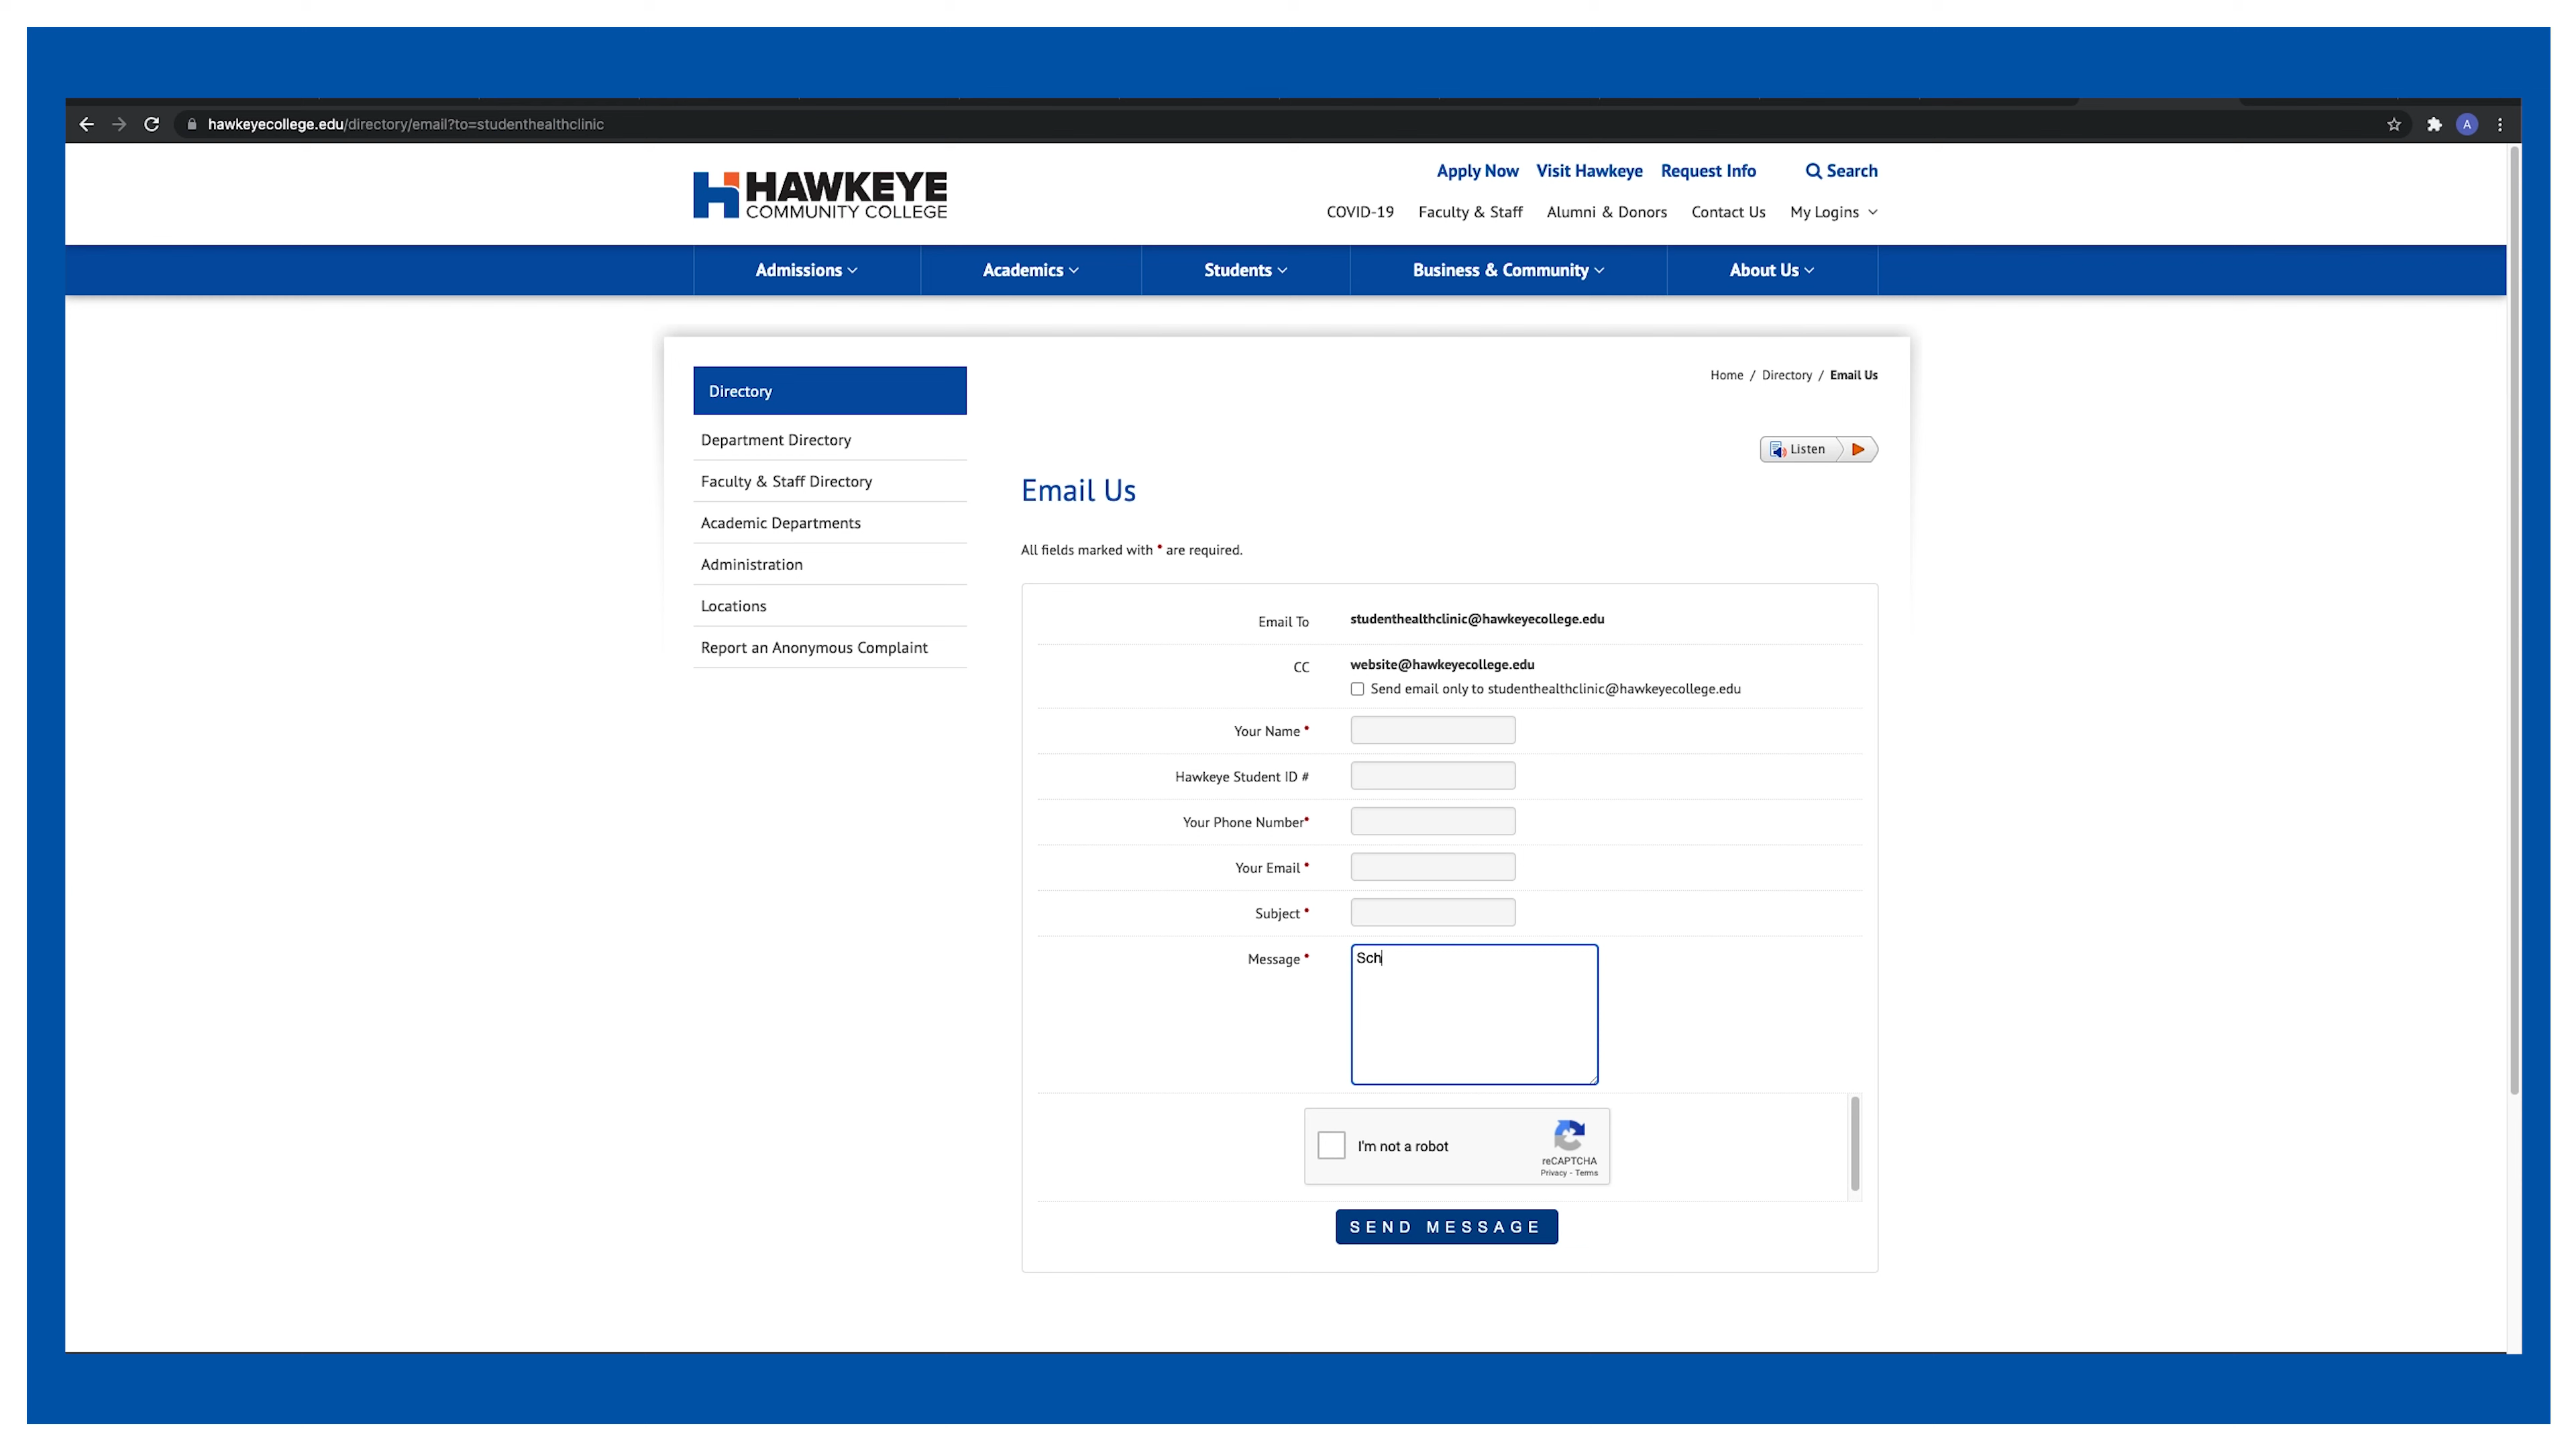 hawkeyecollege.edu/directory/email?to=studenthealthclinic
A
HAWKEYE
COMMUNITY COLLEGE
Apply Now Visit Hawkeye Request Info Search
COVID-19 Faculty & Staff Alumni & Donors Contact Us My Logins
Admissions Academics Students Business & Community About Us
Directory
Department Directory
Faculty & Staff Directory
Academic Departments
Administration
Locations
Report an Anonymous Complaint
Home / Directory / Email Us
Listen
Email Us
All fields marked with * are required.
Email To studenthealthclinic@hawkeyecollege.edu
CC website@hawkeyecollege.edu
Send email only to studenthealthclinic@hawkeyecollege.edu
Your Name *
Hawkeye Student ID #
Your Phone Number*
Your Email *
Subject *
Message * Sch
I'm not a robot
reCAPTCHA
Privacy - Terms
SEND MESSAGE